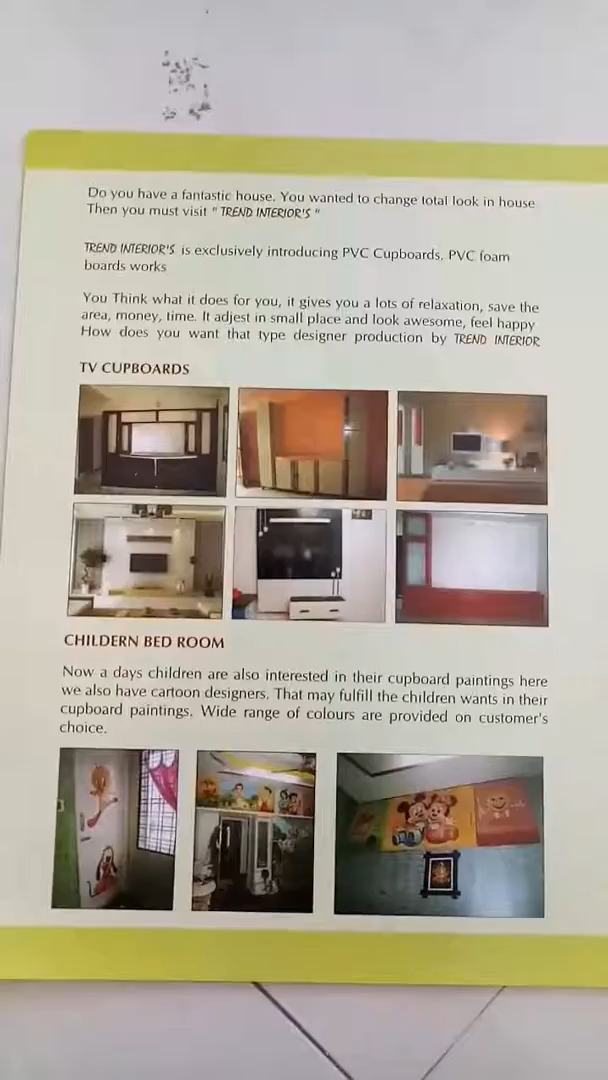 Do you have a fantastic house. You wanted to change total look in house
Then you must visit " TREND INTERIOR'S "
TREND INTERIOR'S is exclusively introducing PVC Cupboards. PVC foam
boards works
You Think what it does for you, it gives you a lots of relaxation, save the
area, money, time. It adjest in small place and look awesome, feel happy
How does you want that type designer production by TREND INTERIOR
TV CUPBOARDS
CHILDERN BED ROOM
Now a days children are also interested in their cupboard paintings here
we also have cartoon designers. That may fulfill the children wants in their
cupboard paintings. Wide range of colours are provided on customer's
choice.